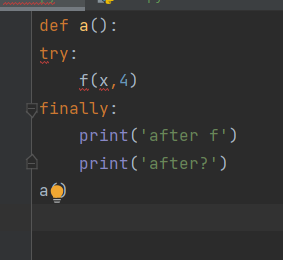 def a():
try:
    f(x,4)
finally:
    print('after f')
    print('after?')
a()